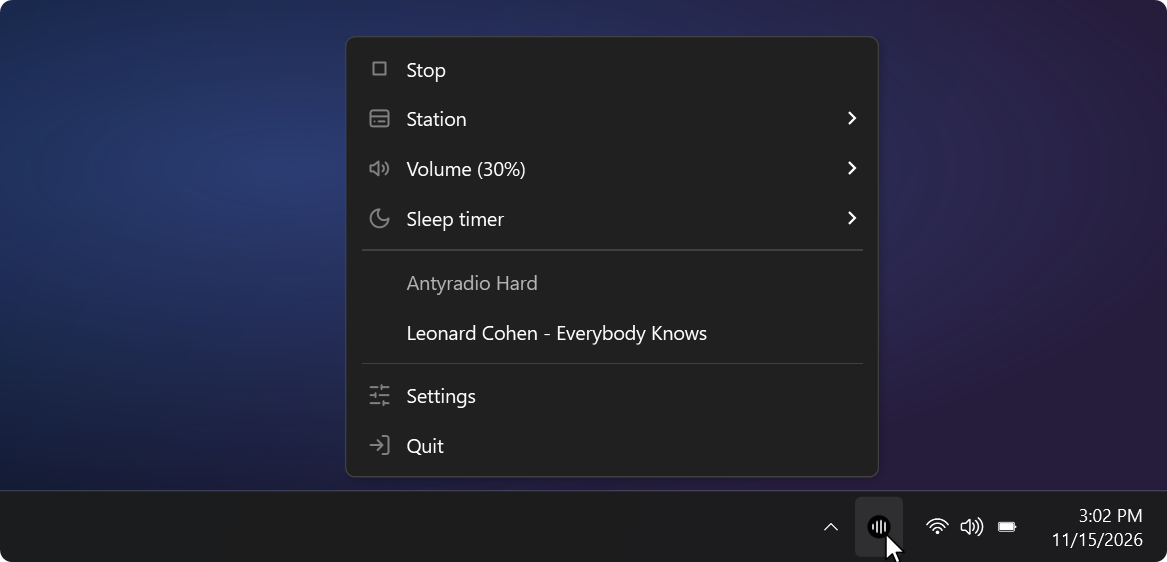 Stop
Station
Volume (30%)
Sleep timer
Antyradio Hard
Leonard Cohen - Everybody Knows
Settings
Quit
3:02 PM
11/15/2026